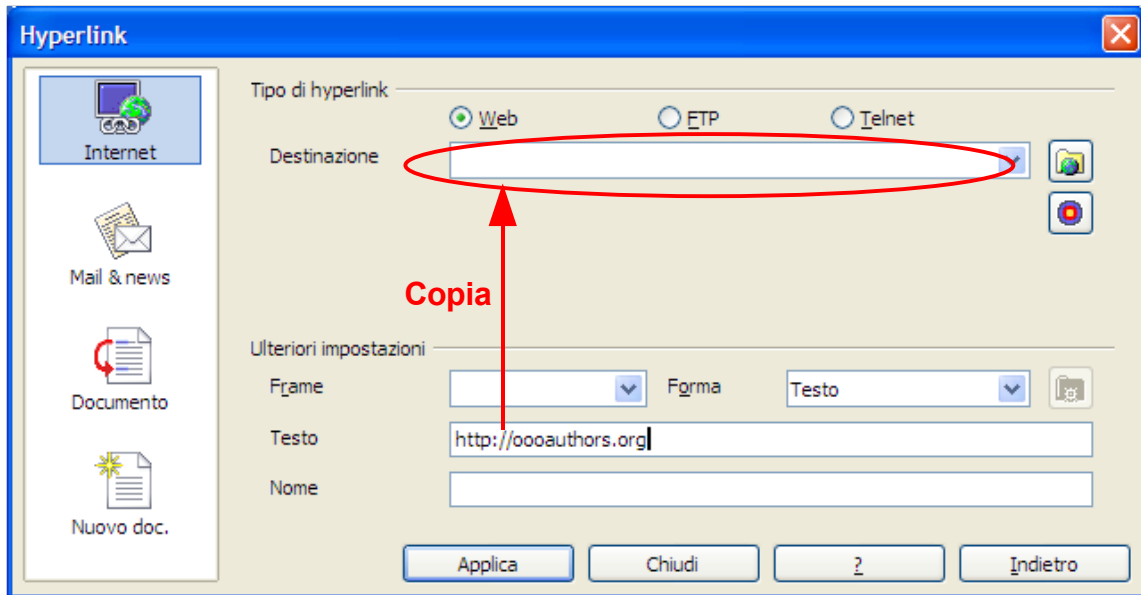 Hyperlink
Internet
Mail & news
Documento
Nuovo doc.
Tipo di hyperlink
Web FTP Telnet
Destinazione
Copia
Ulteriori impostazioni
Frame Forma Testo
Testo http://oooauthors.org
Nome
Applica Chiudi ? Indietro